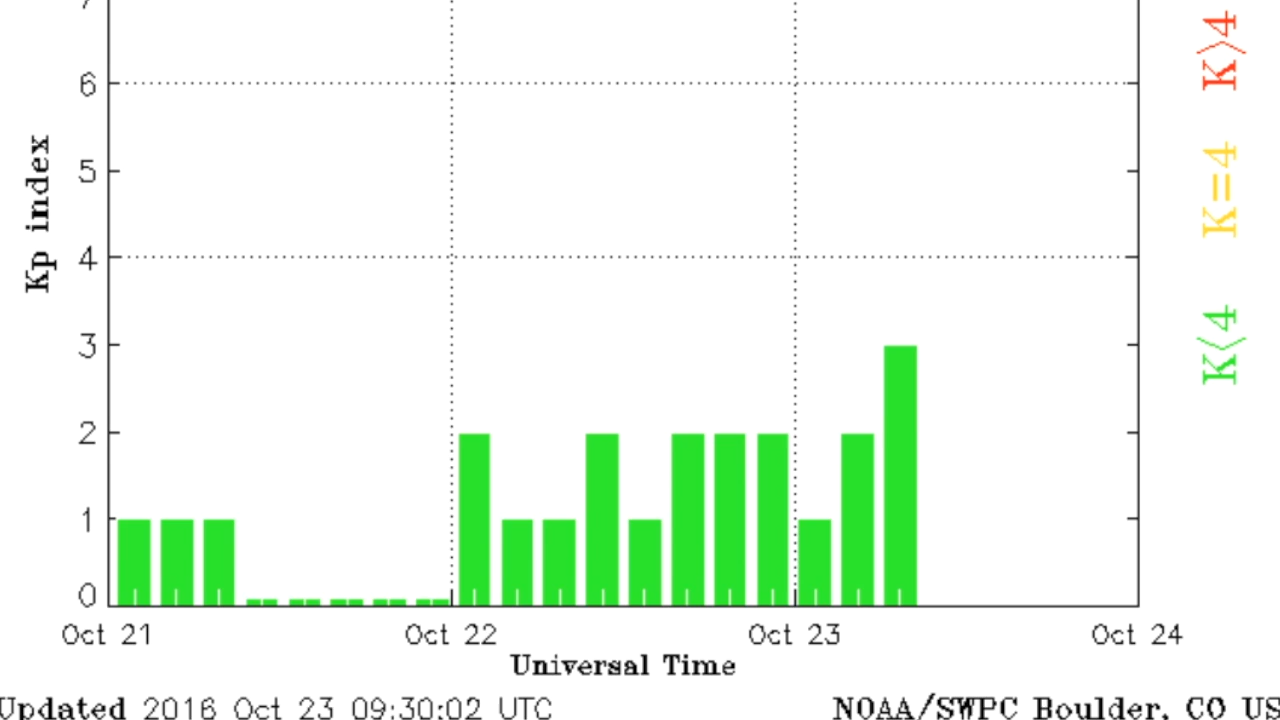 7
6
5
4
3
2
1
0
Kp index
Oct 21
Oct 22
Oct 23
Oct 24
Universal Time
K>4
K=4
K<4
Updated 2016 Oct 23 09:30:02 UTC
NOAA/SWPC Boulder, CO US